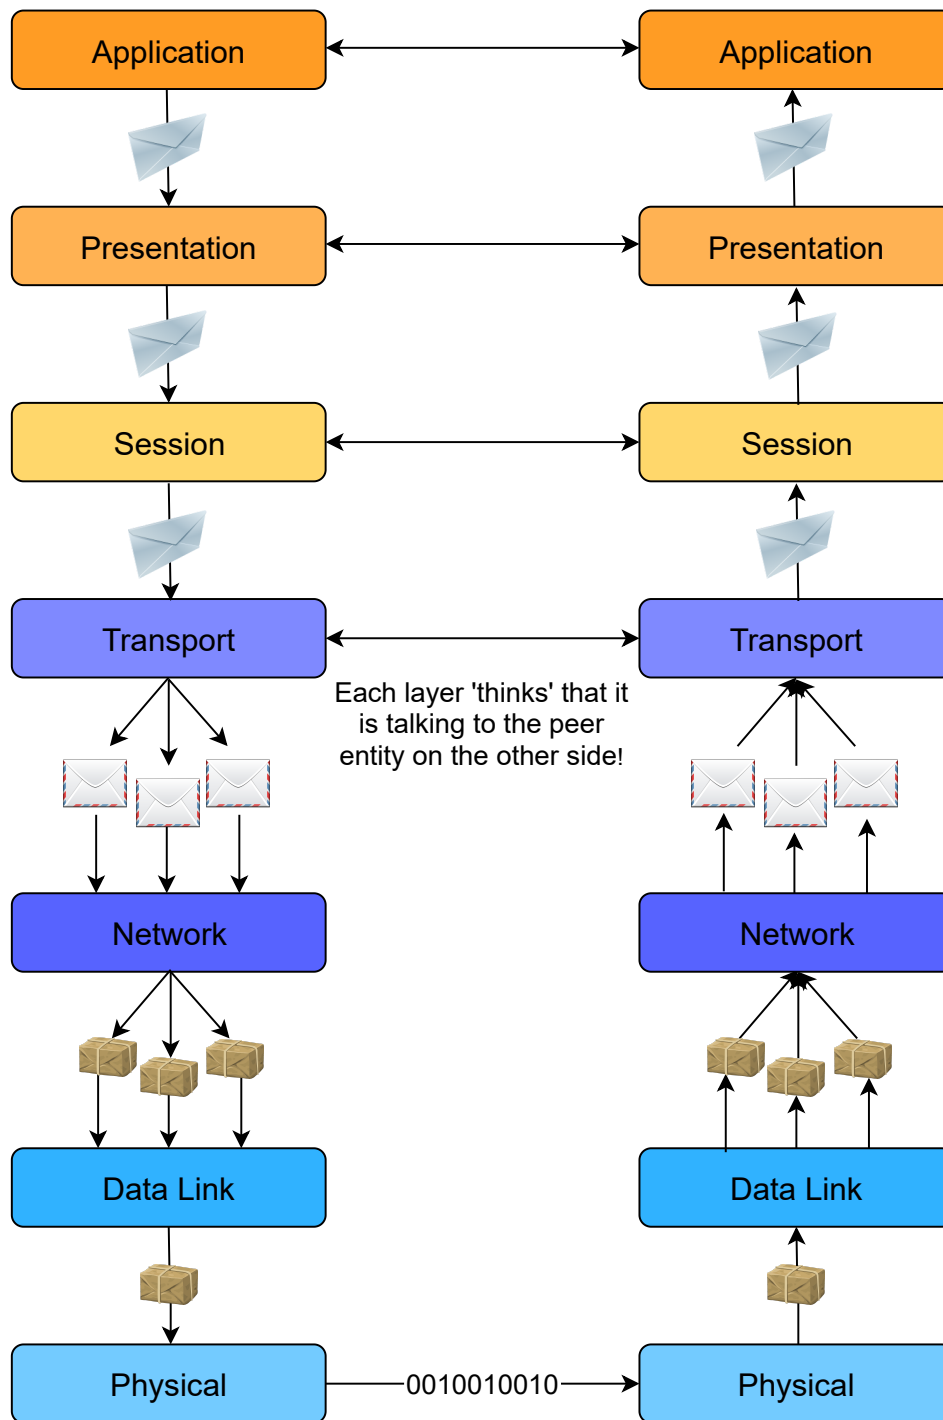 Application
Application
Presentation
Presentation
Session
Session
Transport
Transport
Each layer 'thinks' that it
is talking to the peer
entity on the other side!
Network
Network
Data Link
Data Link
Physical
0010010010
Physical